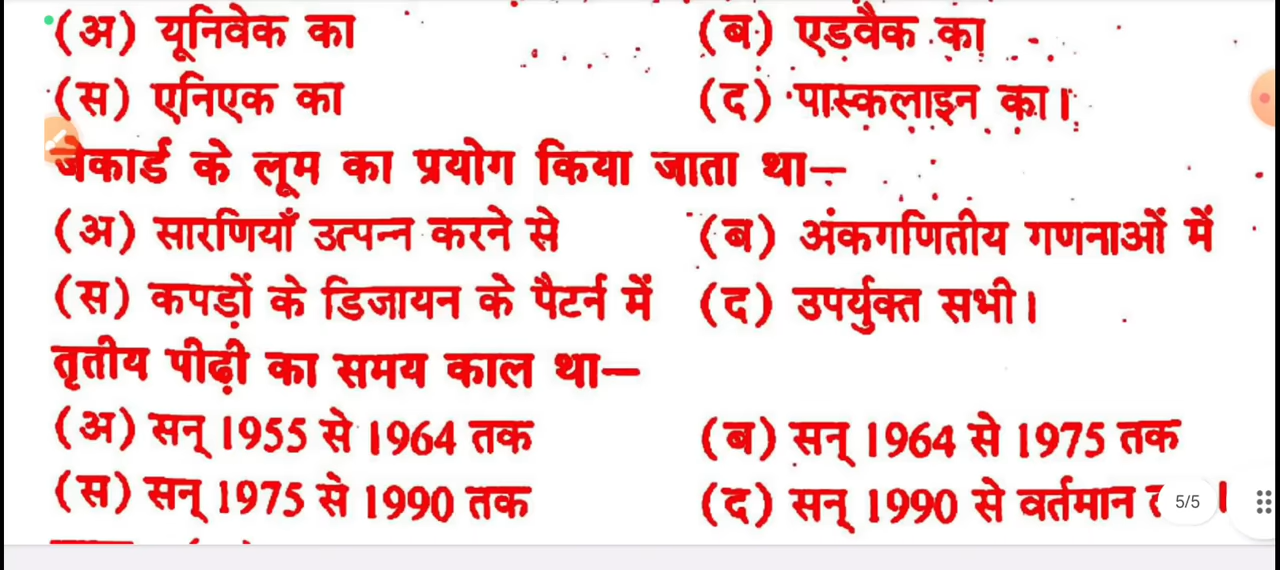 (अ) यूनिवेक का (ब) एडवैक का
(स) एनिएक का (द) पास्कलाइन का।
जेकार्ड के लूम का प्रयोग किया जाता था—
(अ) सारणियाँ उत्पन्न करने से (ब) अंकगणितीय गणनाओं में
(स) कपड़ों के डिजायन के पैटर्न में (द) उपर्युक्त सभी।
तृतीय पीढ़ी का समय काल था—
(अ) सन् 1955 से 1964 तक (ब) सन् 1964 से 1975 तक
(स) सन् 1975 से 1990 तक (द) सन् 1990 से वर्तमान
5/5